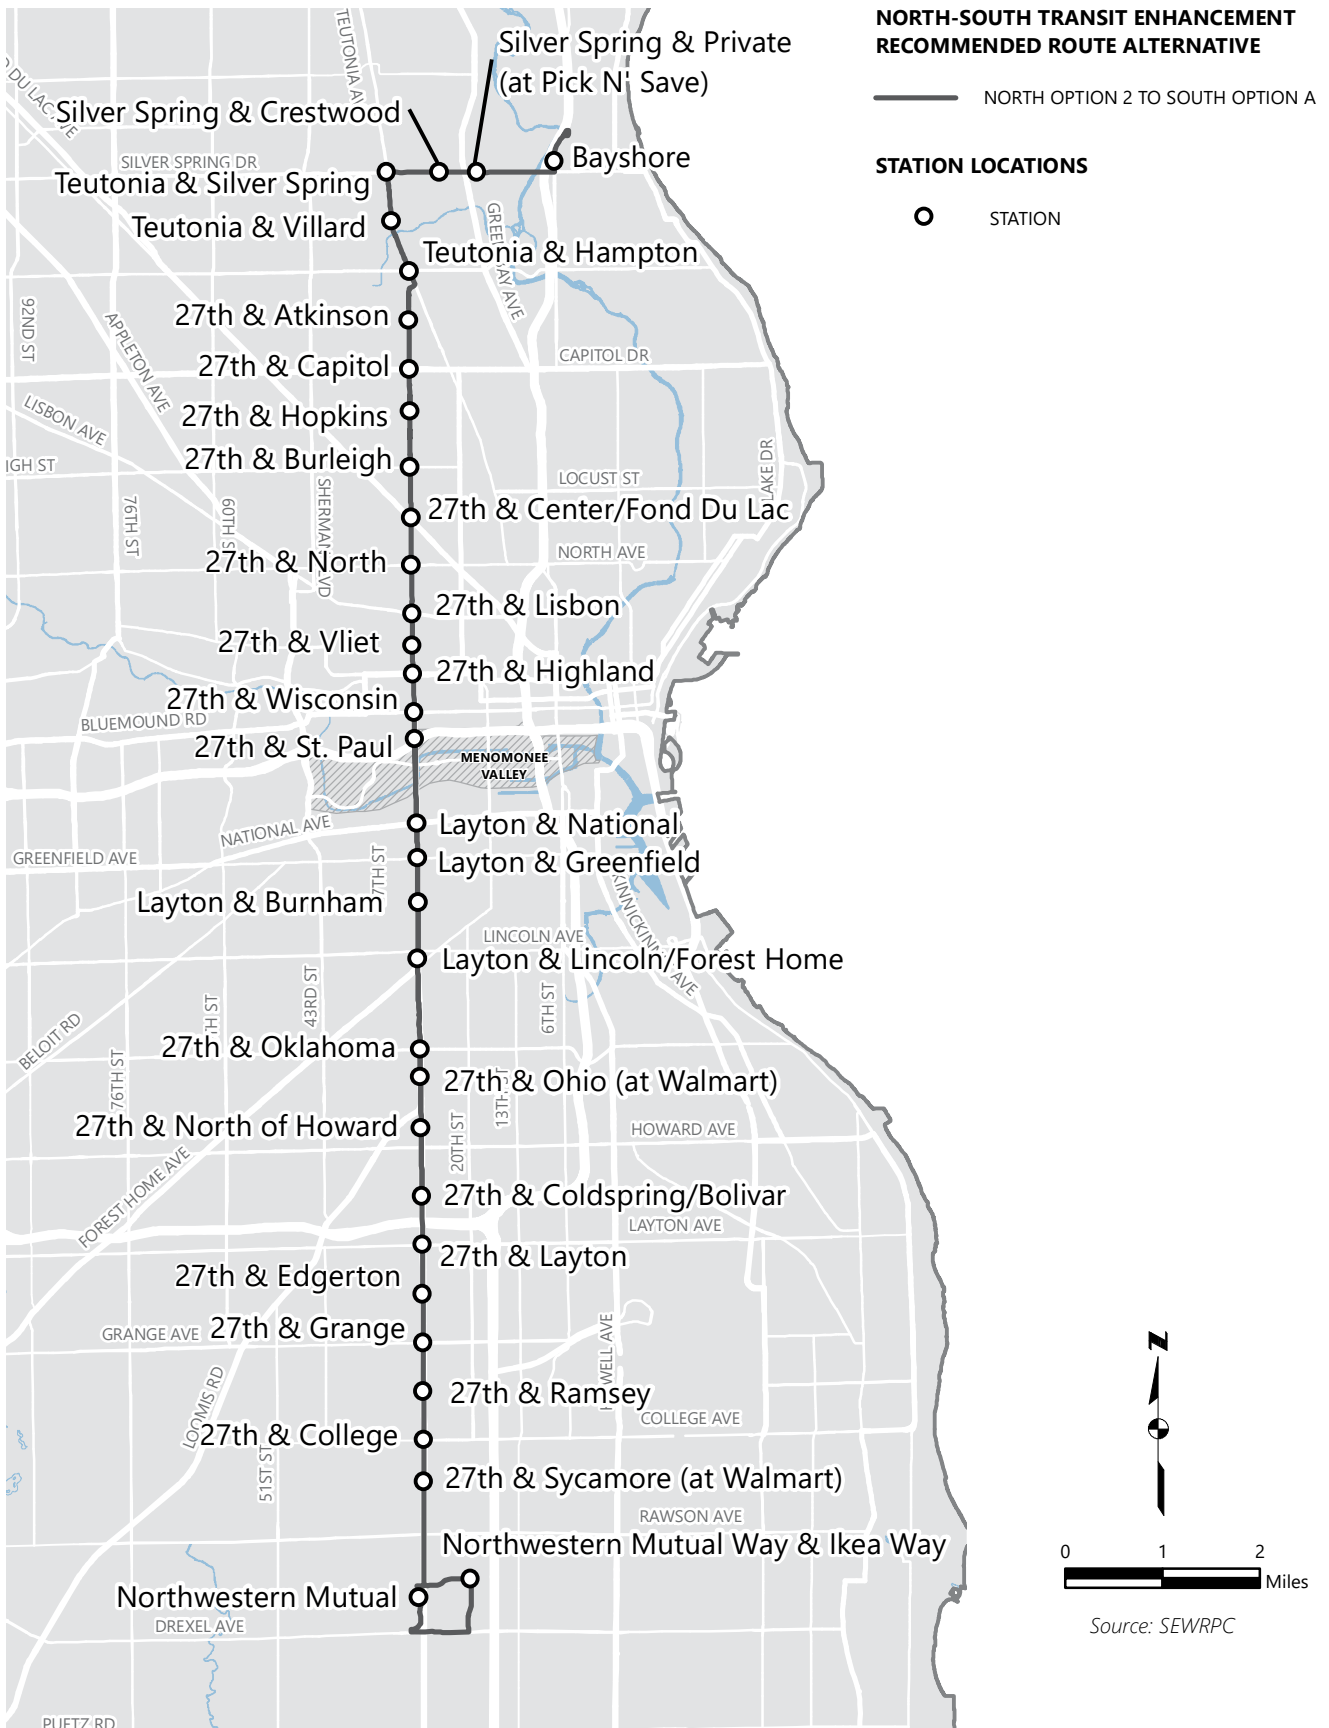 NORTH-SOUTH TRANSIT ENHANCEMENT
RECOMMENDED ROUTE ALTERNATIVE
NORTH OPTION 2 TO SOUTH OPTION A
STATION LOCATIONS
STATION
TEUTONIA
Silver Spring & Private
(at Pick N' Save)
Silver Spring & Crestwood
SILVER SPRING DR
Bayshore
Teutonia & Silver Spring
Teutonia & Villard
Teutonia & Hampton
92ND ST
27th & Atkinson
APPLETON AVE
CAPITOL DR
27th & Capitol
LISBON AVE
27th & Hopkins
27th & Burleigh
LAKE DR
LOCUST ST
76TH ST
60TH
27th & Center/Fond Du Lac
NORTH AVE
27th & North
27th & Lisbon
27th & Vliet
27th & Highland
27th & Wisconsin
BLUEMOUND RD
27th & St. Paul
MENOMONEE
VALLEY
NATIONAL AVE
Layton & National
GREENFIELD AVE
Layton & Greenfield
Layton & Burnham
LINCOLN AVE
Layton & Lincoln/Forest Home
43RD ST
6TH ST
BELOIT RD
27th & Oklahoma
76TH ST
27th & Ohio (at Walmart)
27th & North of Howard
20TH ST
HOWARD AVE
FOREST HOME AVE
27th & Coldspring/Bolivar
LAYTON AVE
27th & Layton
27th & Edgerton
GRANGE AVE
27th & Grange
LOOMIS RD
27th & Ramsey
COLLEGE AVE
27th & College
51ST ST
27th & Sycamore (at Walmart)
RAWSON AVE
Northwestern Mutual Way & Ikea Way
Northwestern Mutual
DREXEL AVE
PUETZ RD
N
0 1 2
Miles
Source: SEWRPC